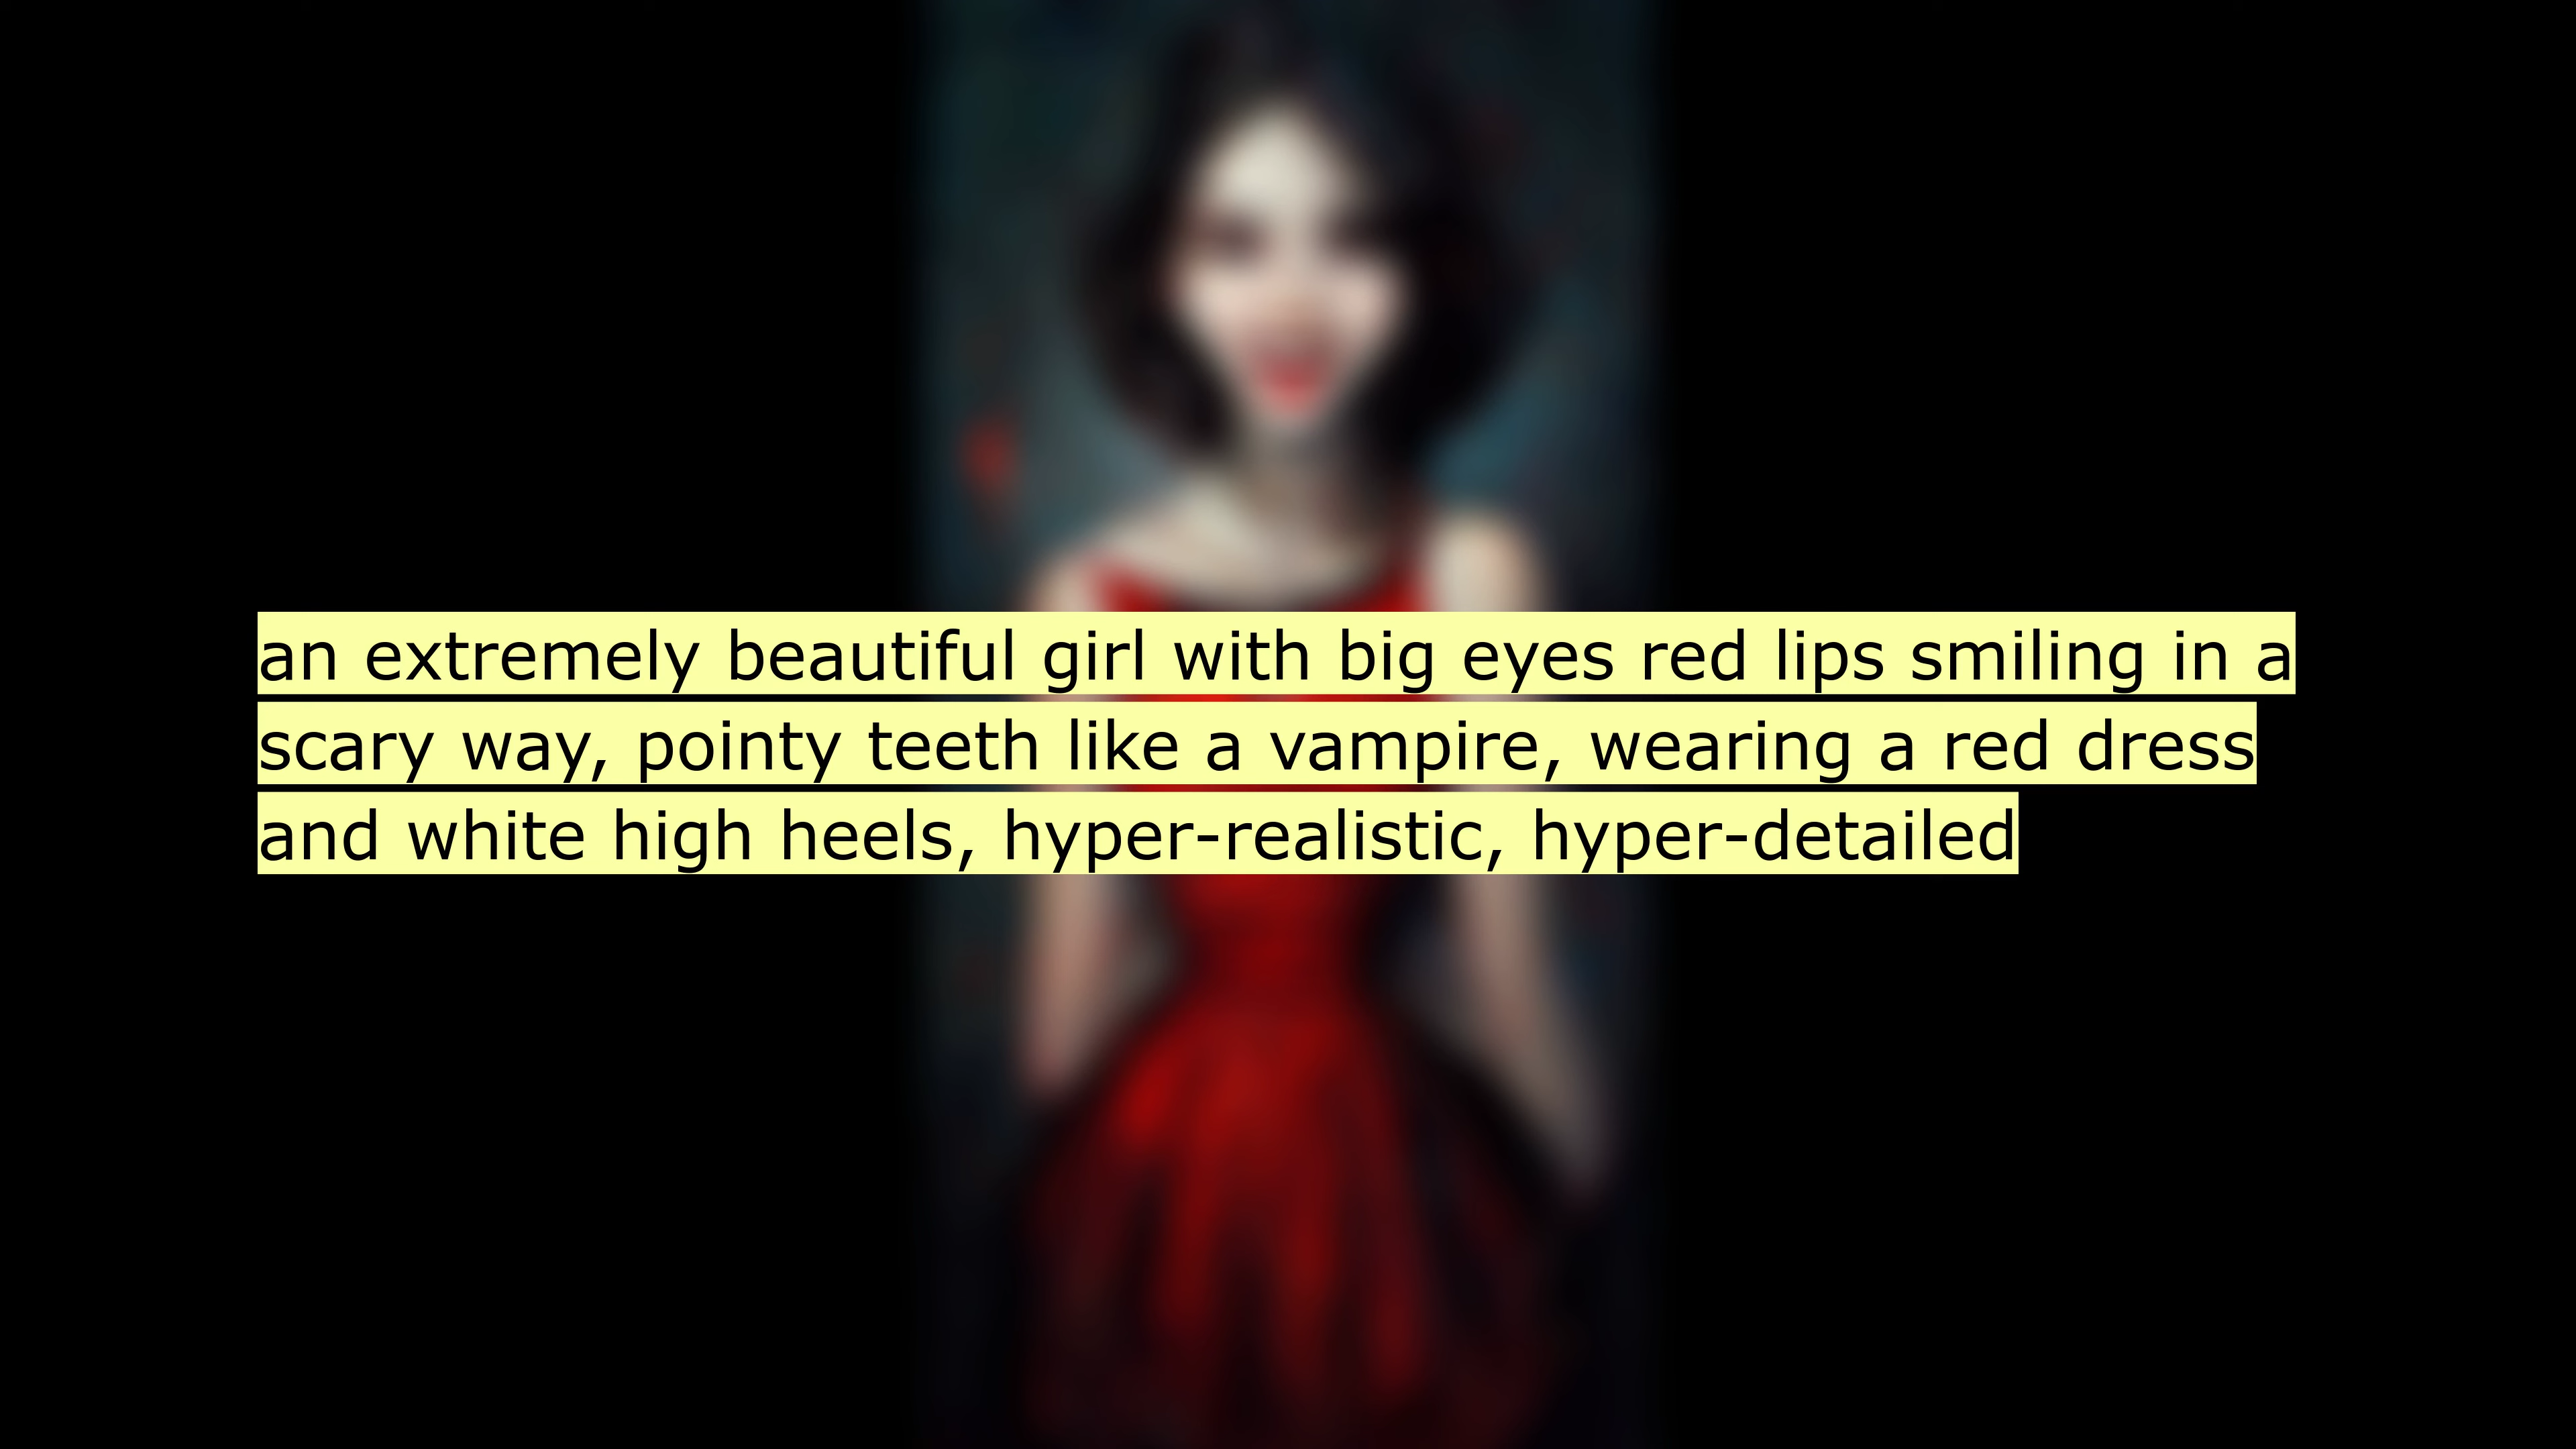 an extremely beautiful girl with big eyes red lips smiling in a
scary way, pointy teeth like a vampire, wearing a red dress
and white high heels, hyper-realistic, hyper-detailed